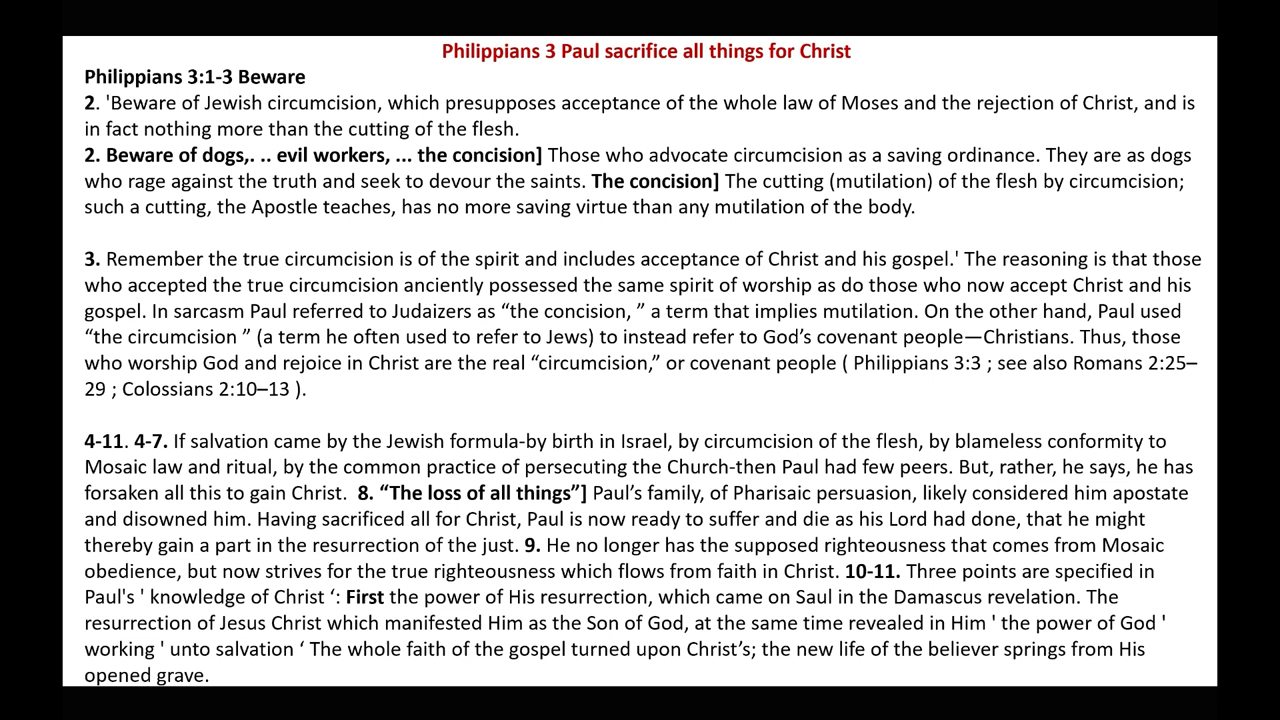 Philippians 3 Paul sacrifice all things for Christ
Philippians 3:1-3 Beware
2. 'Beware of Jewish circumcision, which presupposes acceptance of the whole law of Moses and the rejection of Christ, and is
in fact nothing more than the cutting of the flesh.
2. Beware of dogs,. .. evil workers, ... the concision] Those who advocate circumcision as a saving ordinance. They are as dogs
who rage against the truth and seek to devour the saints. The concision] The cutting (mutilation) of the flesh by circumcision;
such a cutting, the Apostle teaches, has no more saving virtue than any mutilation of the body.
3. Remember the true circumcision is of the spirit and includes acceptance of Christ and his gospel.' The reasoning is that those
who accepted the true circumcision anciently possessed the same spirit of worship as do those who now accept Christ and his
gospel. In sarcasm Paul referred to Judaizers as “the concision, ” a term that implies mutilation. On the other hand, Paul used
“the circumcision ” (a term he often used to refer to Jews) to instead refer to God’s covenant people—Christians. Thus, those
who worship God and rejoice in Christ are the real “circumcision,” or covenant people ( Philippians 3:3 ; see also Romans 2:25–
29 ; Colossians 2:10–13 ).
4-11. 4-7. If salvation came by the Jewish formula-by birth in Israel, by circumcision of the flesh, by blameless conformity to
Mosaic law and ritual, by the common practice of persecuting the Church-then Paul had few peers. But, rather, he says, he has
forsaken all this to gain Christ.  8. “The loss of all things”] Paul’s family, of Pharisaic persuasion, likely considered him apostate
and disowned him. Having sacrificed all for Christ, Paul is now ready to suffer and die as his Lord had done, that he might
thereby gain a part in the resurrection of the just. 9. He no longer has the supposed righteousness that comes from Mosaic
obedience, but now strives for the true righteousness which flows from faith in Christ. 10-11. Three points are specified in
Paul's ' knowledge of Christ ‘: First the power of His resurrection, which came on Saul in the Damascus revelation. The
resurrection of Jesus Christ which manifested Him as the Son of God, at the same time revealed in Him ' the power of God '
working ' unto salvation ‘ The whole faith of the gospel turned upon Christ’s; the new life of the believer springs from His
opened grave.